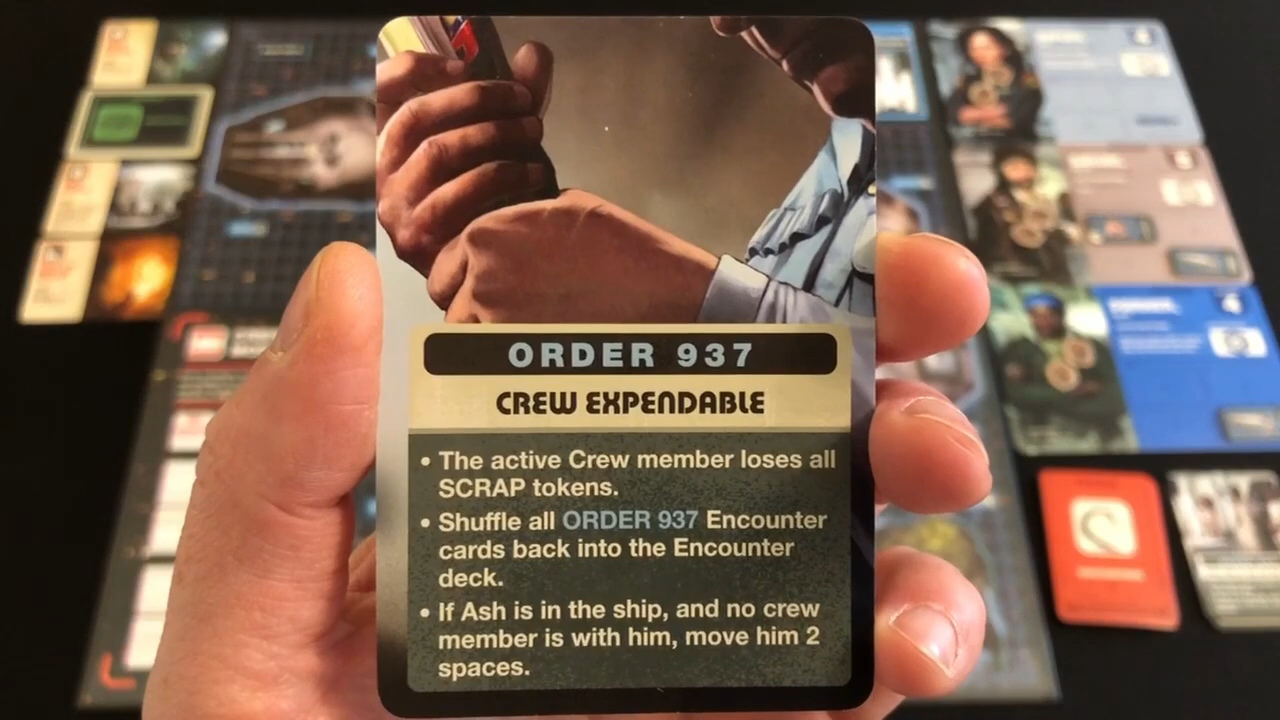 ORDER 937
CREW EXPENDABLE
• The active Crew member loses all
SCRAP tokens.
• Shuffle all ORDER 937 Encounter
cards back into the Encounter
deck.
• If Ash is in the ship, and no crew
member is with him, move him 2
spaces.